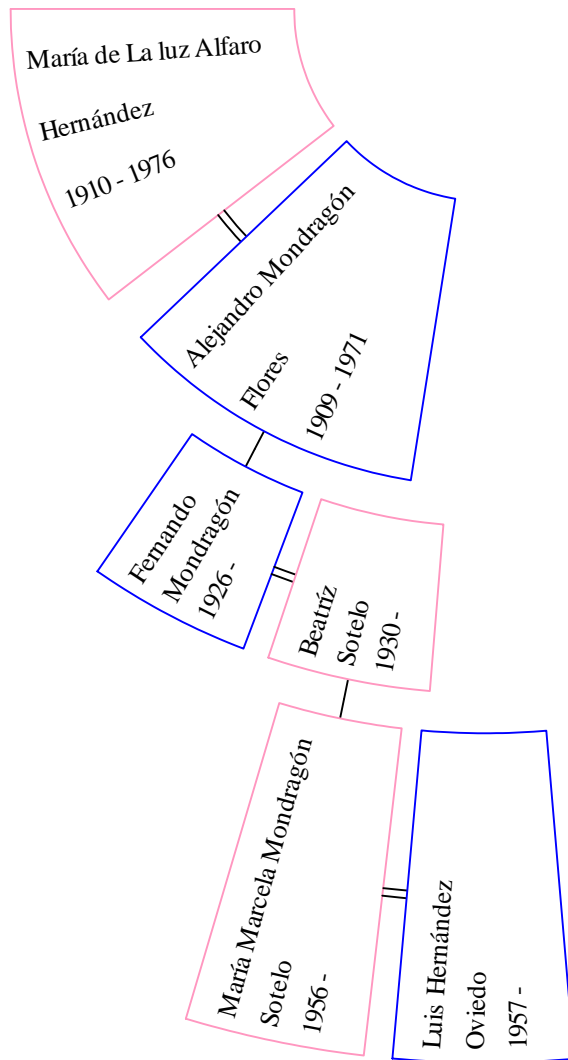 María de La luz Alfaro
Hernández
1910 - 1976
Alejandro Mondragón
Flores
1909 - 1971
Fernando
Mondragón
1926 -
Beatríz
Sotelo
1930 -
María Marcela Mondragón
Sotelo
1956 -
Luis Hernández
Oviedo
1957 -